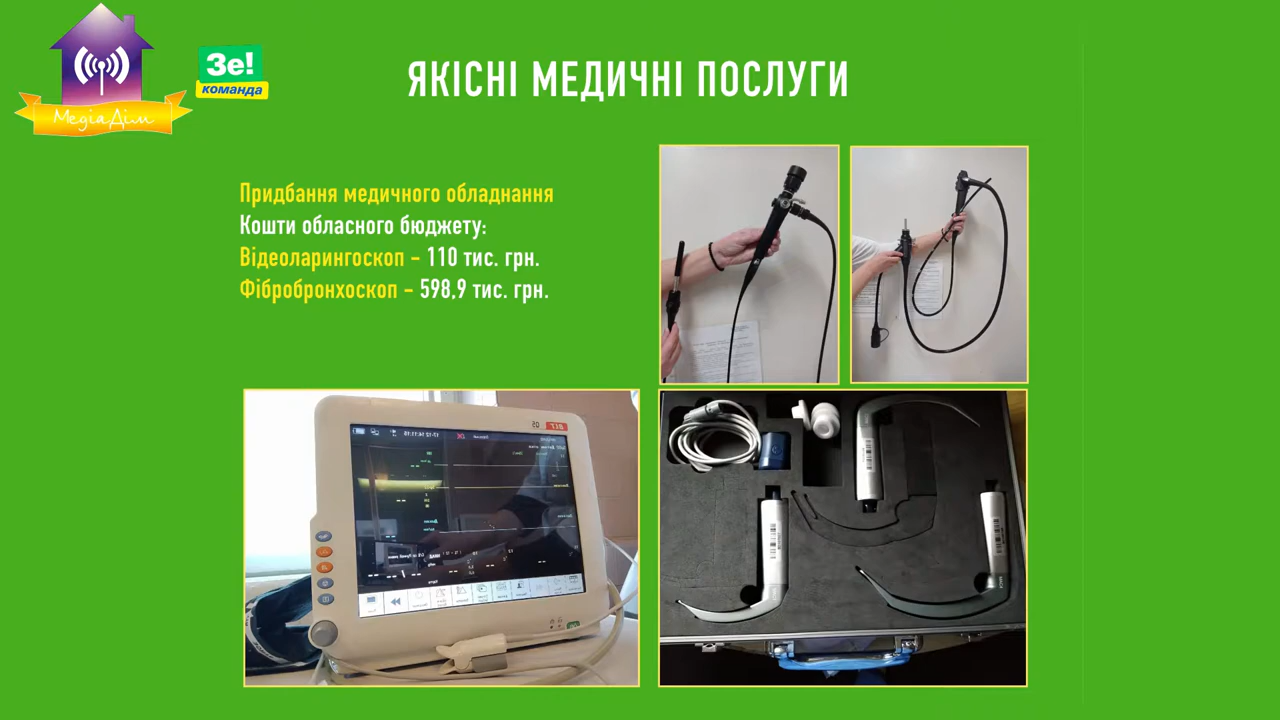 МедіаДім
Зе!
команда
ЯКІСНІ МЕДИЧНІ ПОСЛУГИ
Придбання медичного обладнання
Кошти обласного бюджету:
Відеоларингоскоп – 110 тис. грн.
Фібробронхоскоп – 598,9 тис. грн.